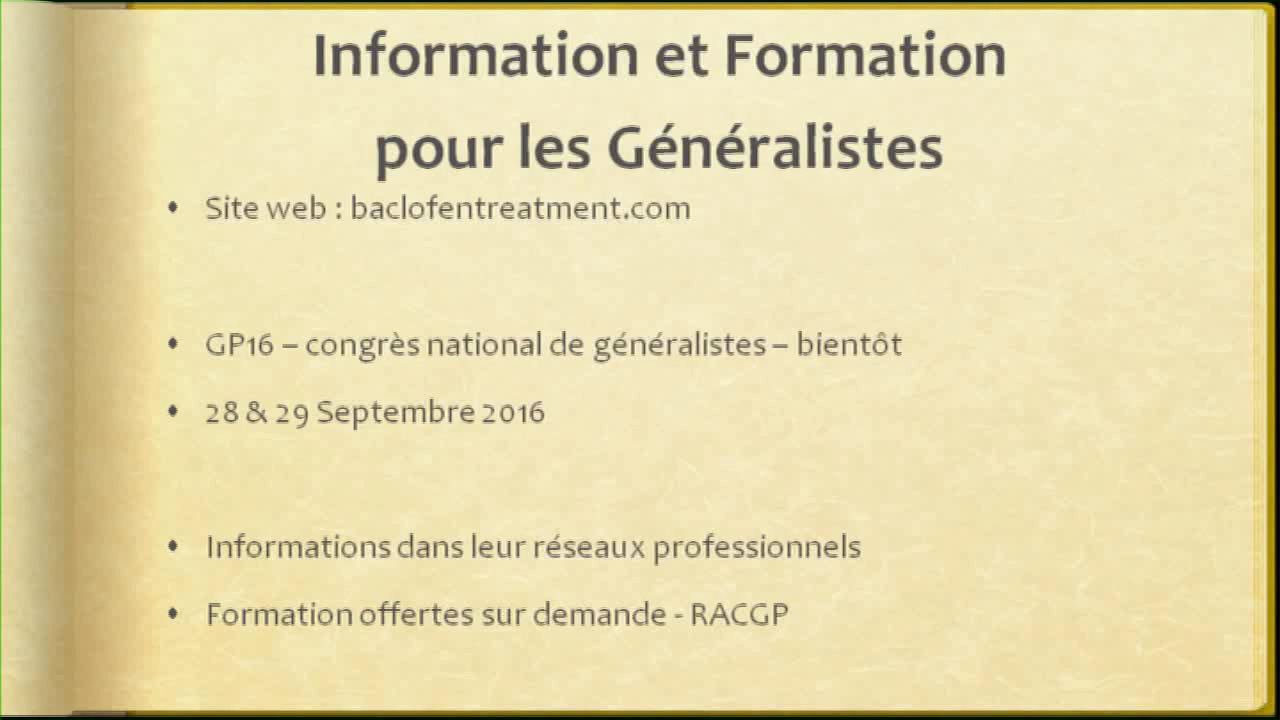 Information et Formation
pour les Généralistes
• Site web : baclofentreatment.com
• GP16 – congrès national de généralistes – bientôt
• 28 & 29 Septembre 2016
• Informations dans leur réseaux professionnels
• Formation offertes sur demande - RACGP